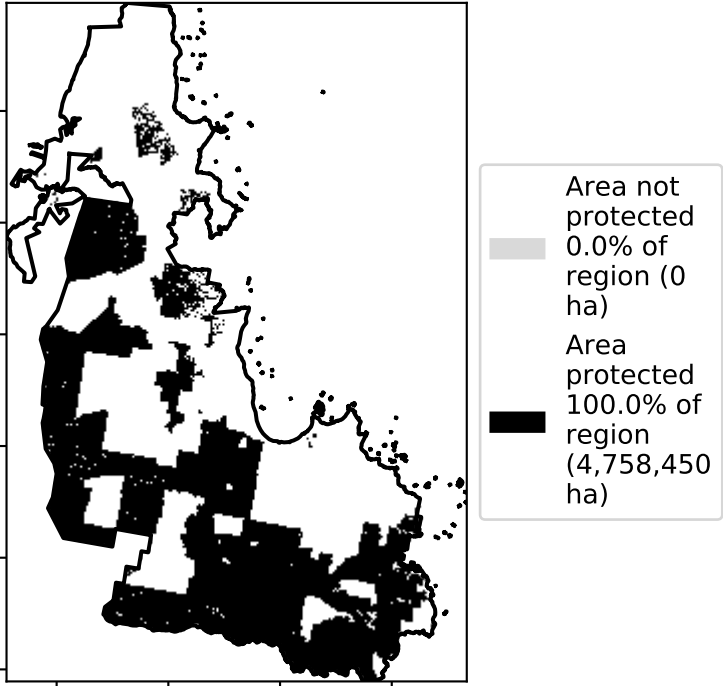 Area not
protected
0.0% of
region (0
ha)
Area
protected
100.0% of
region
(4,758,450
ha)